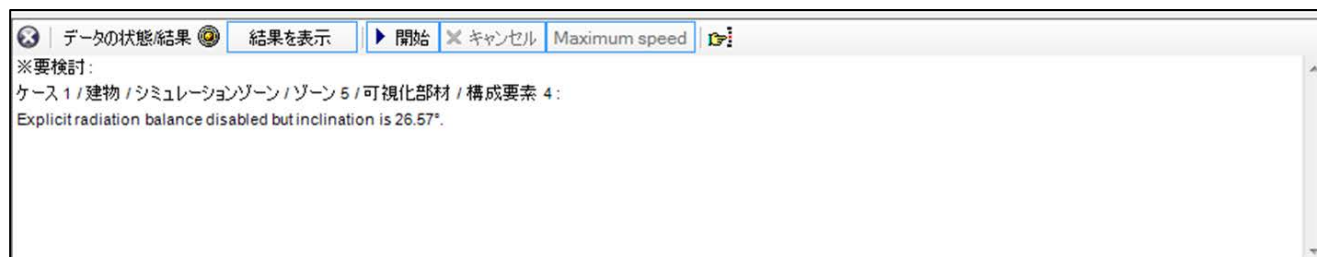 データの状態/結果 結果を表示 開始 キャンセル Maximum speed
※要検討:
ケース 1 / 建物 / シミュレーションゾーン / ゾーン 5 / 可視化部材 / 構成要素 4 :
Explicit radiation balance disabled but inclination is 26.57°.